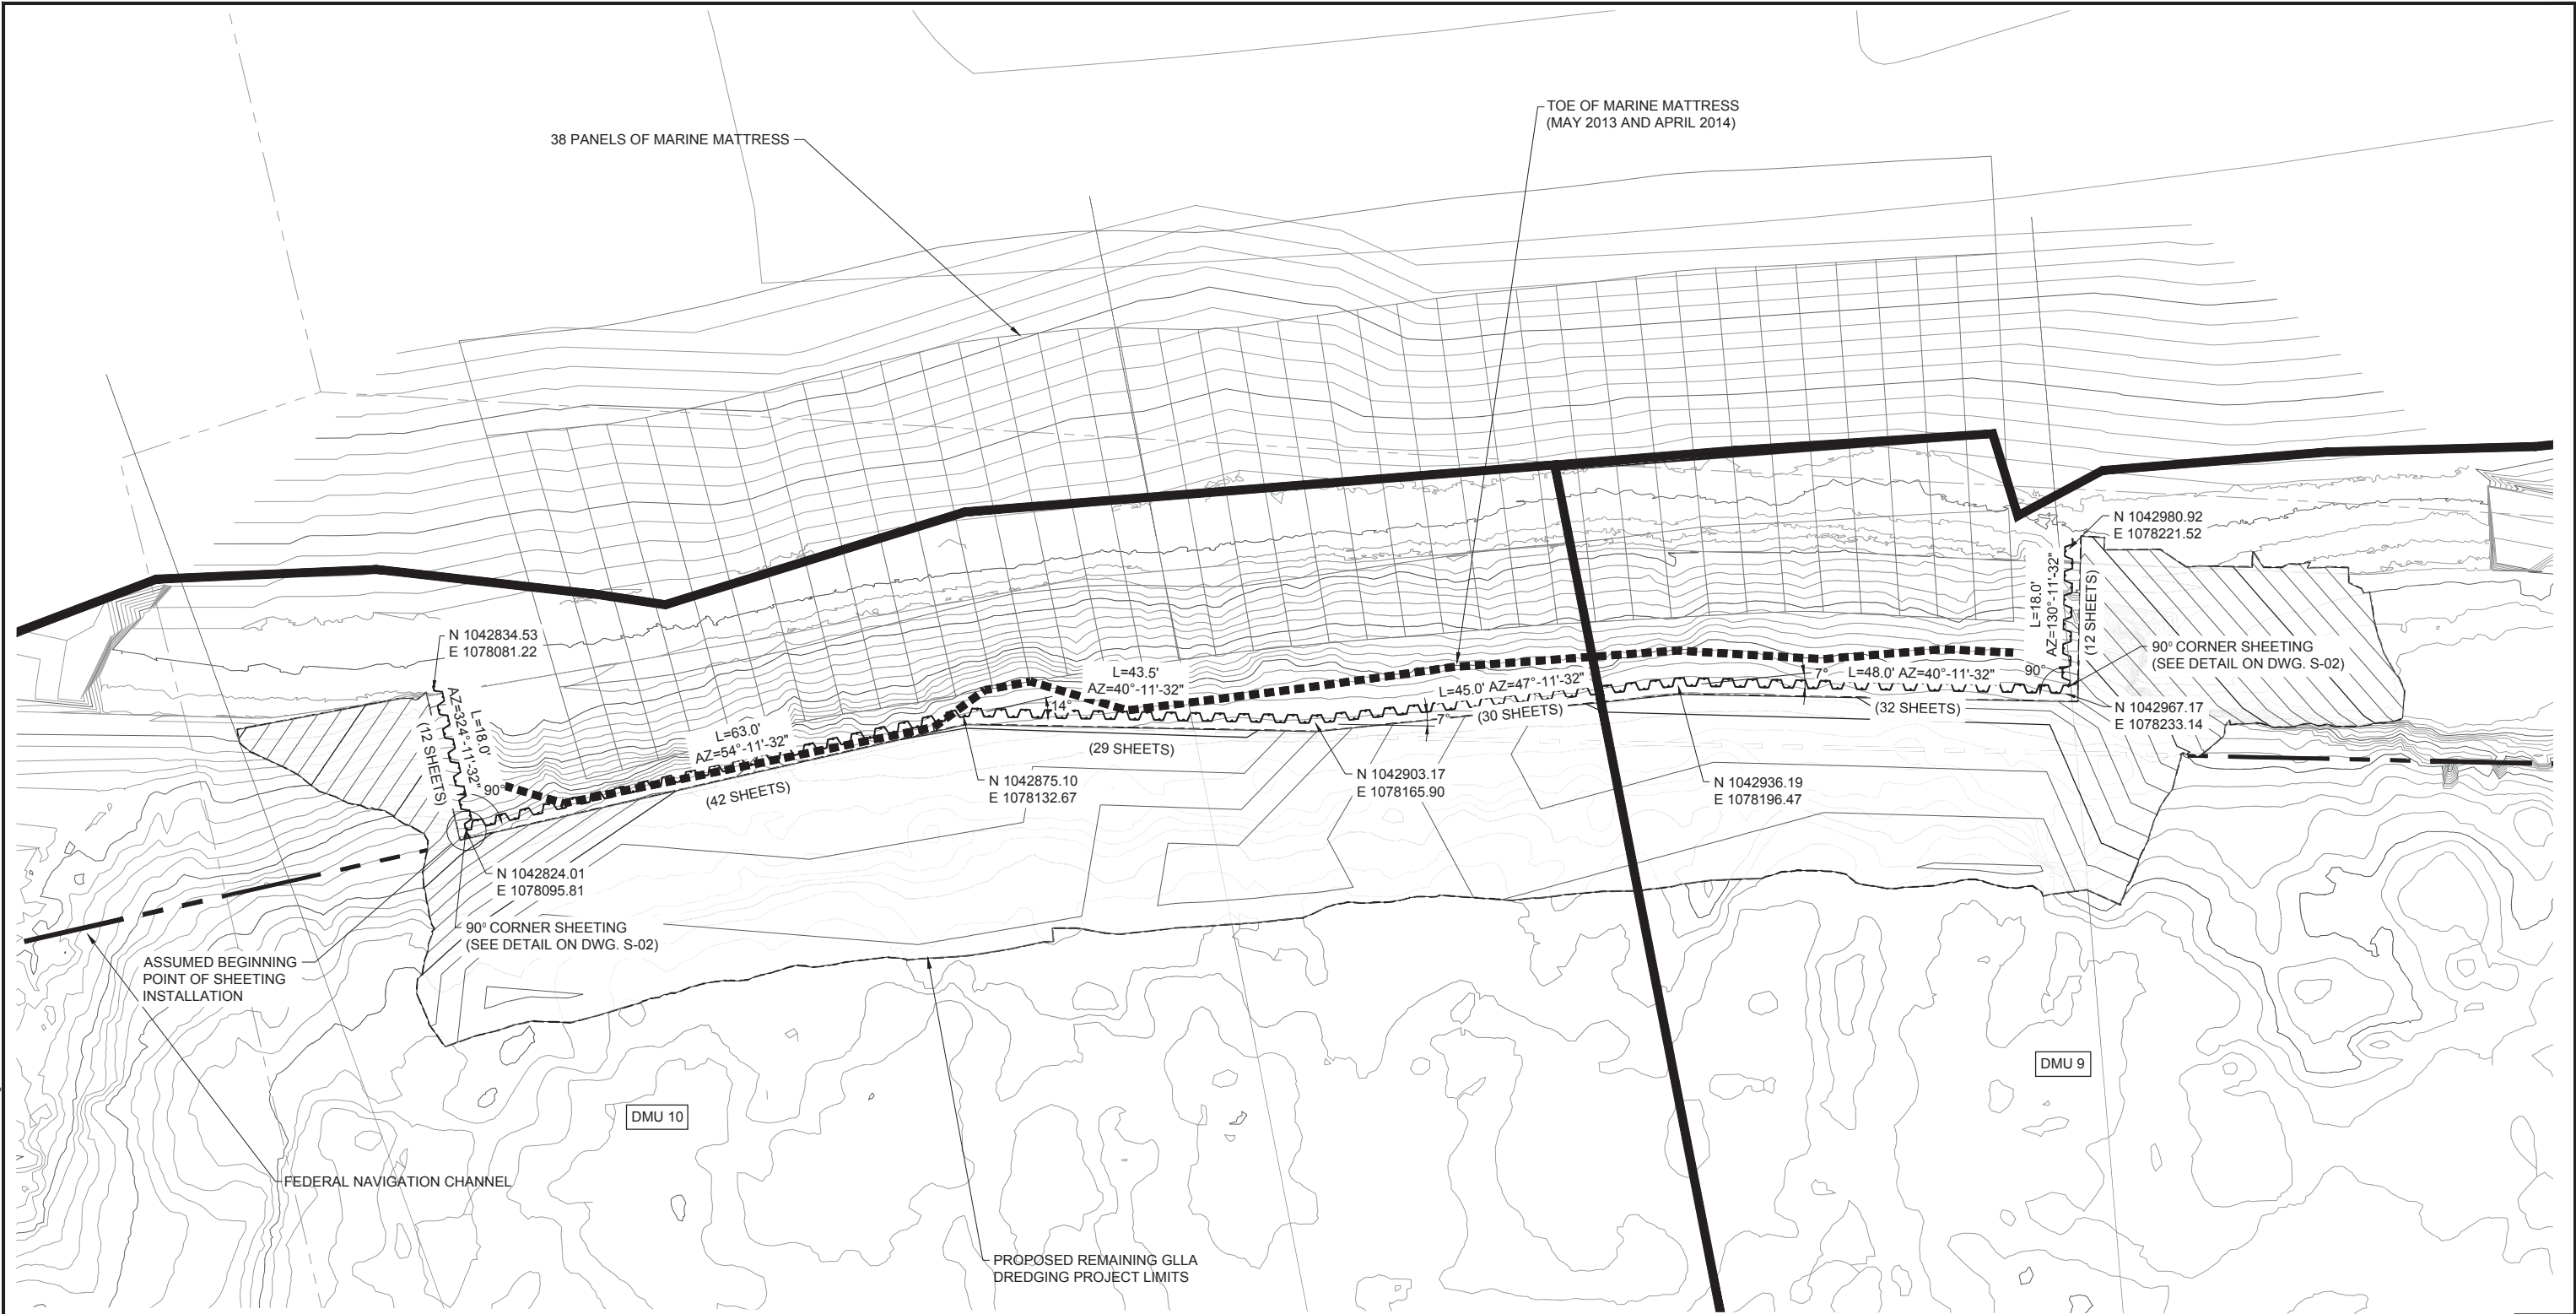 TOE OF MARINE MATTRESS
(MAY 2013 AND APRIL 2014)
38 PANELS OF MARINE MATTRESS
N 1042980.92
E 1078221.52
L=18.0'
AZ=130°-11'-32"
(12 SHEETS)
N 1042834.53
E 1078081.22
90° CORNER SHEETING
(SEE DETAIL ON DWG. S-02)
90°
L=43.5'
AZ=40°-11'-32"
14°
L=45.0' AZ=47°-11'-32"
7°
(30 SHEETS)
7°
L=48.0' AZ=40°-11'-32"
(32 SHEETS)
N 1042967.17
E 1078233.14
L=18.0'
AZ=324°-11'-32"
(12 SHEETS)
90°
L=63.0'
AZ=54°-11'-32"
(42 SHEETS)
(29 SHEETS)
N 1042875.10
E 1078132.67
N 1042903.17
E 1078165.90
N 1042936.19
E 1078196.47
N 1042824.01
E 1078095.81
90° CORNER SHEETING
(SEE DETAIL ON DWG. S-02)
ASSUMED BEGINNING
POINT OF SHEETING
INSTALLATION
DMU 9
DMU 10
FEDERAL NAVIGATION CHANNEL
PROPOSED REMAINING GLLA
DREDGING PROJECT LIMITS